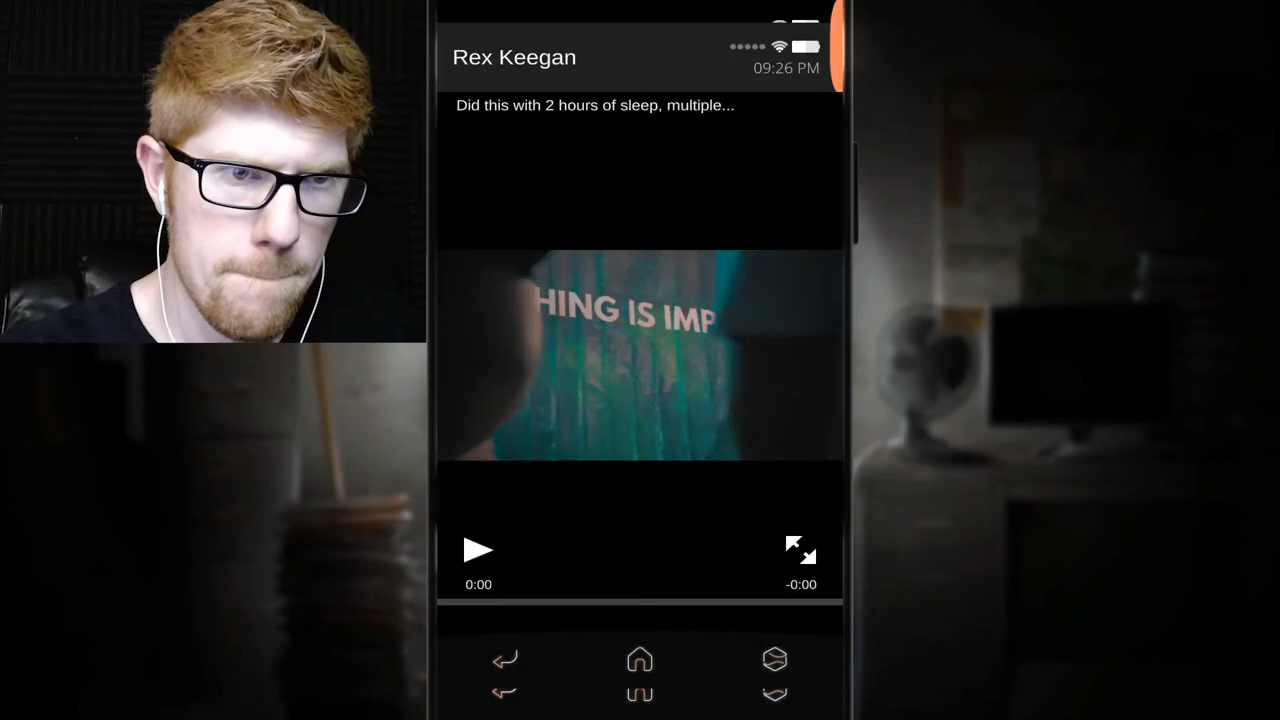 Rex Keegan
09:26 PM
Did this with 2 hours of sleep, multiple...
HING IS IMP
0:00
-0:00